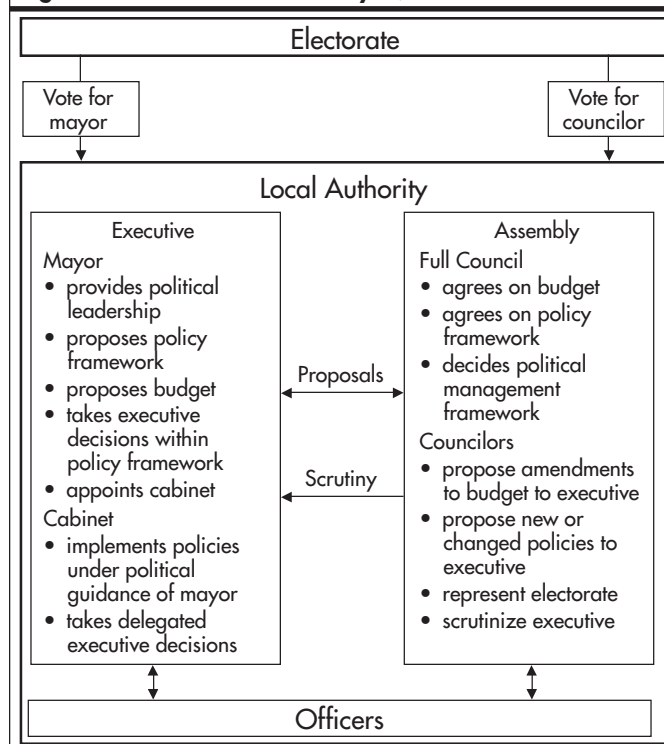 Electorate
Vote for
mayor
Vote for
councilor
Local Authority
Executive
Mayor
• provides political
leadership
• proposes policy
framework
• proposes budget
• takes executive
decisions within
policy framework
• appoints cabinet
Cabinet
• implements policies
under political
guidance of mayor
• takes delegated
executive decisions
Proposals
Scrutiny
Assembly
Full Council
• agrees on budget
• agrees on policy
framework
• decides political
management
framework
Councilors
• propose amendments
to budget to executive
• propose new or
changed policies to
executive
• represent electorate
• scrutinize executive
Officers